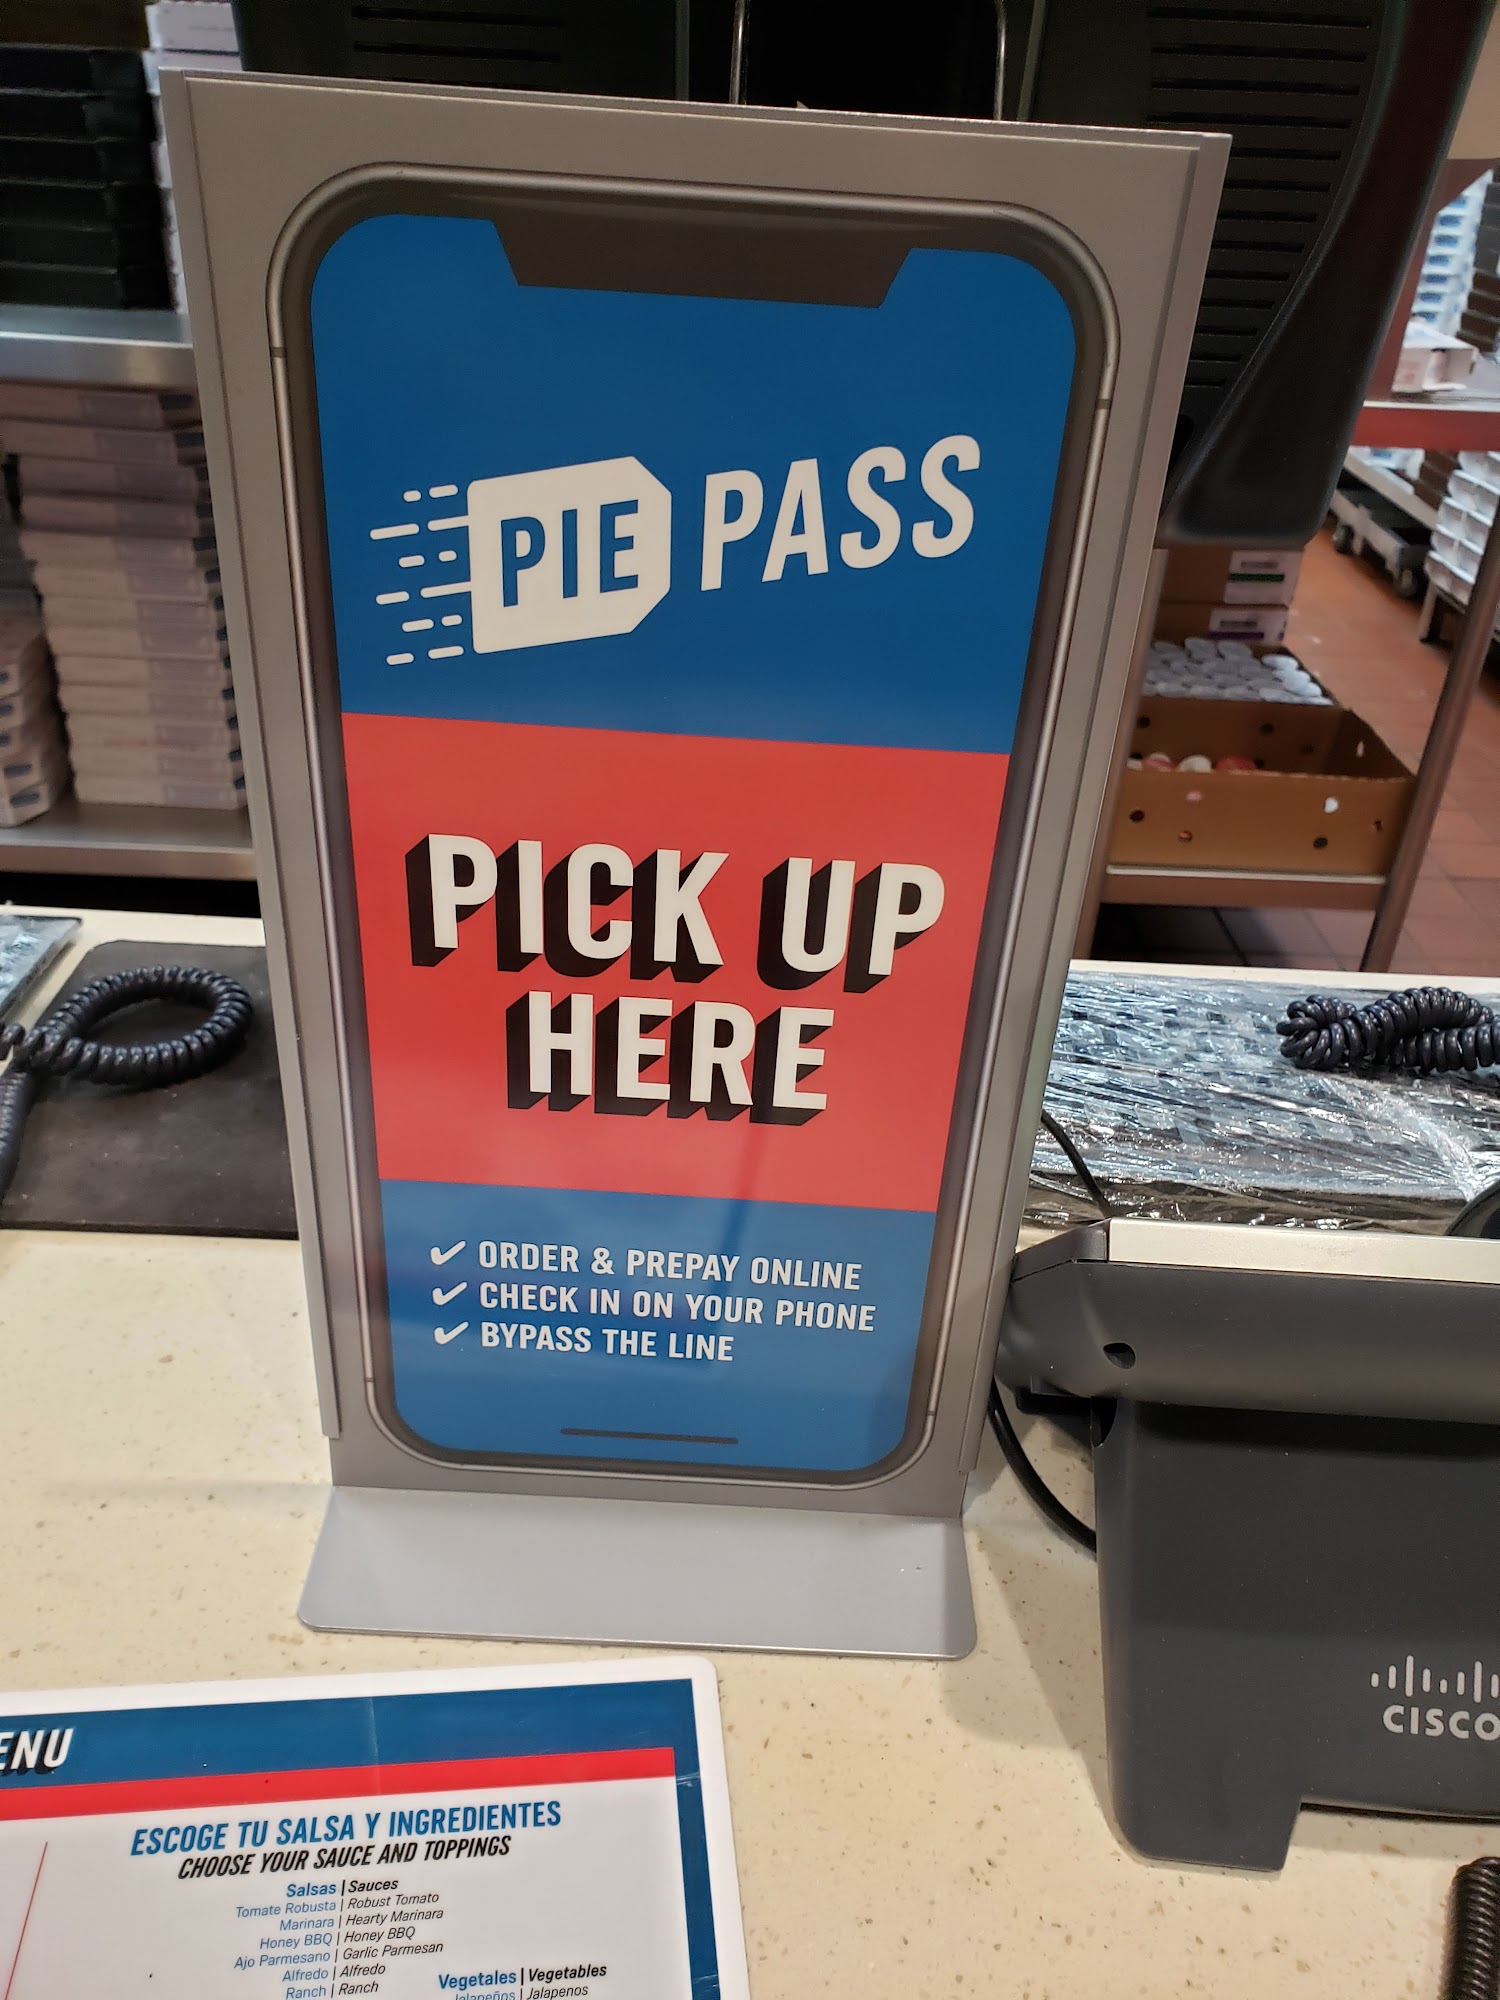 PIE PASS
PICK UP
HERE
✔ ORDER & PREPAY ONLINE
✔ CHECK IN ON YOUR PHONE
✔ BYPASS THE LINE
CISCO
ENU
ESCOGE TU SALSA Y INGREDIENTES
CHOOSE YOUR SAUCE AND TOPPINGS
Salsas | Sauces
Tomate Robusta | Robust Tomato
Marinara | Hearty Marinara
Honey BBQ | Honey BBQ
Ajo Parmesano | Garlic Parmesan
Alfredo | Alfredo
Ranch | Ranch
Vegetales | Vegetables
Jalapeños | Jalapenos